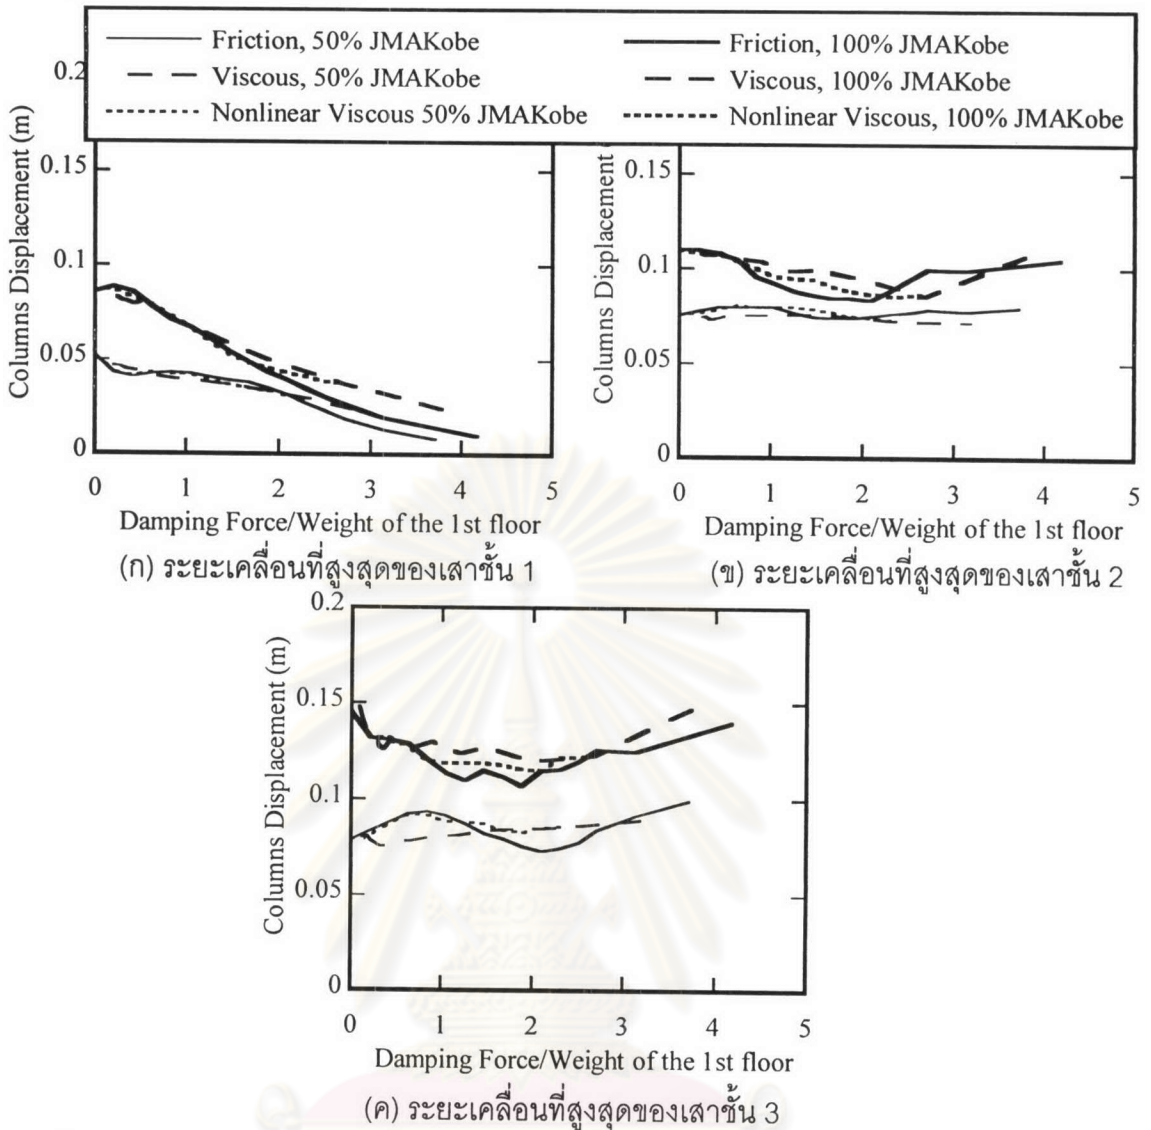 Friction, 50% JMAKobe
Friction, 100% JMAKobe
Viscous, 50% JMAKobe
Viscous, 100% JMAKobe
Nonlinear Viscous 50% JMAKobe
Nonlinear Viscous, 100% JMAKobe
Columns Displacement (m)
0.2
0.15
0.1
0.05
0
0 1 2 3 4 5
Damping Force/Weight of the 1st floor
(ก) ระยะเคลื่อนที่สูงสุดของเสาชั้น 1
Columns Displacement
0.15
0.1
0.05
0
0 1 2 3 4 5
Damping Force/Weight of the 1st floor
(ข) ระยะเคลื่อนที่สูงสุดของเสาชั้น 2
Columns Displacement (m)
0.2
0.15
0.1
0.05
0
0 1 2 3 4 5
Damping Force/Weight of the 1st floor
(ค) ระยะเคลื่อนที่สูงสุดของเสาชั้น 3